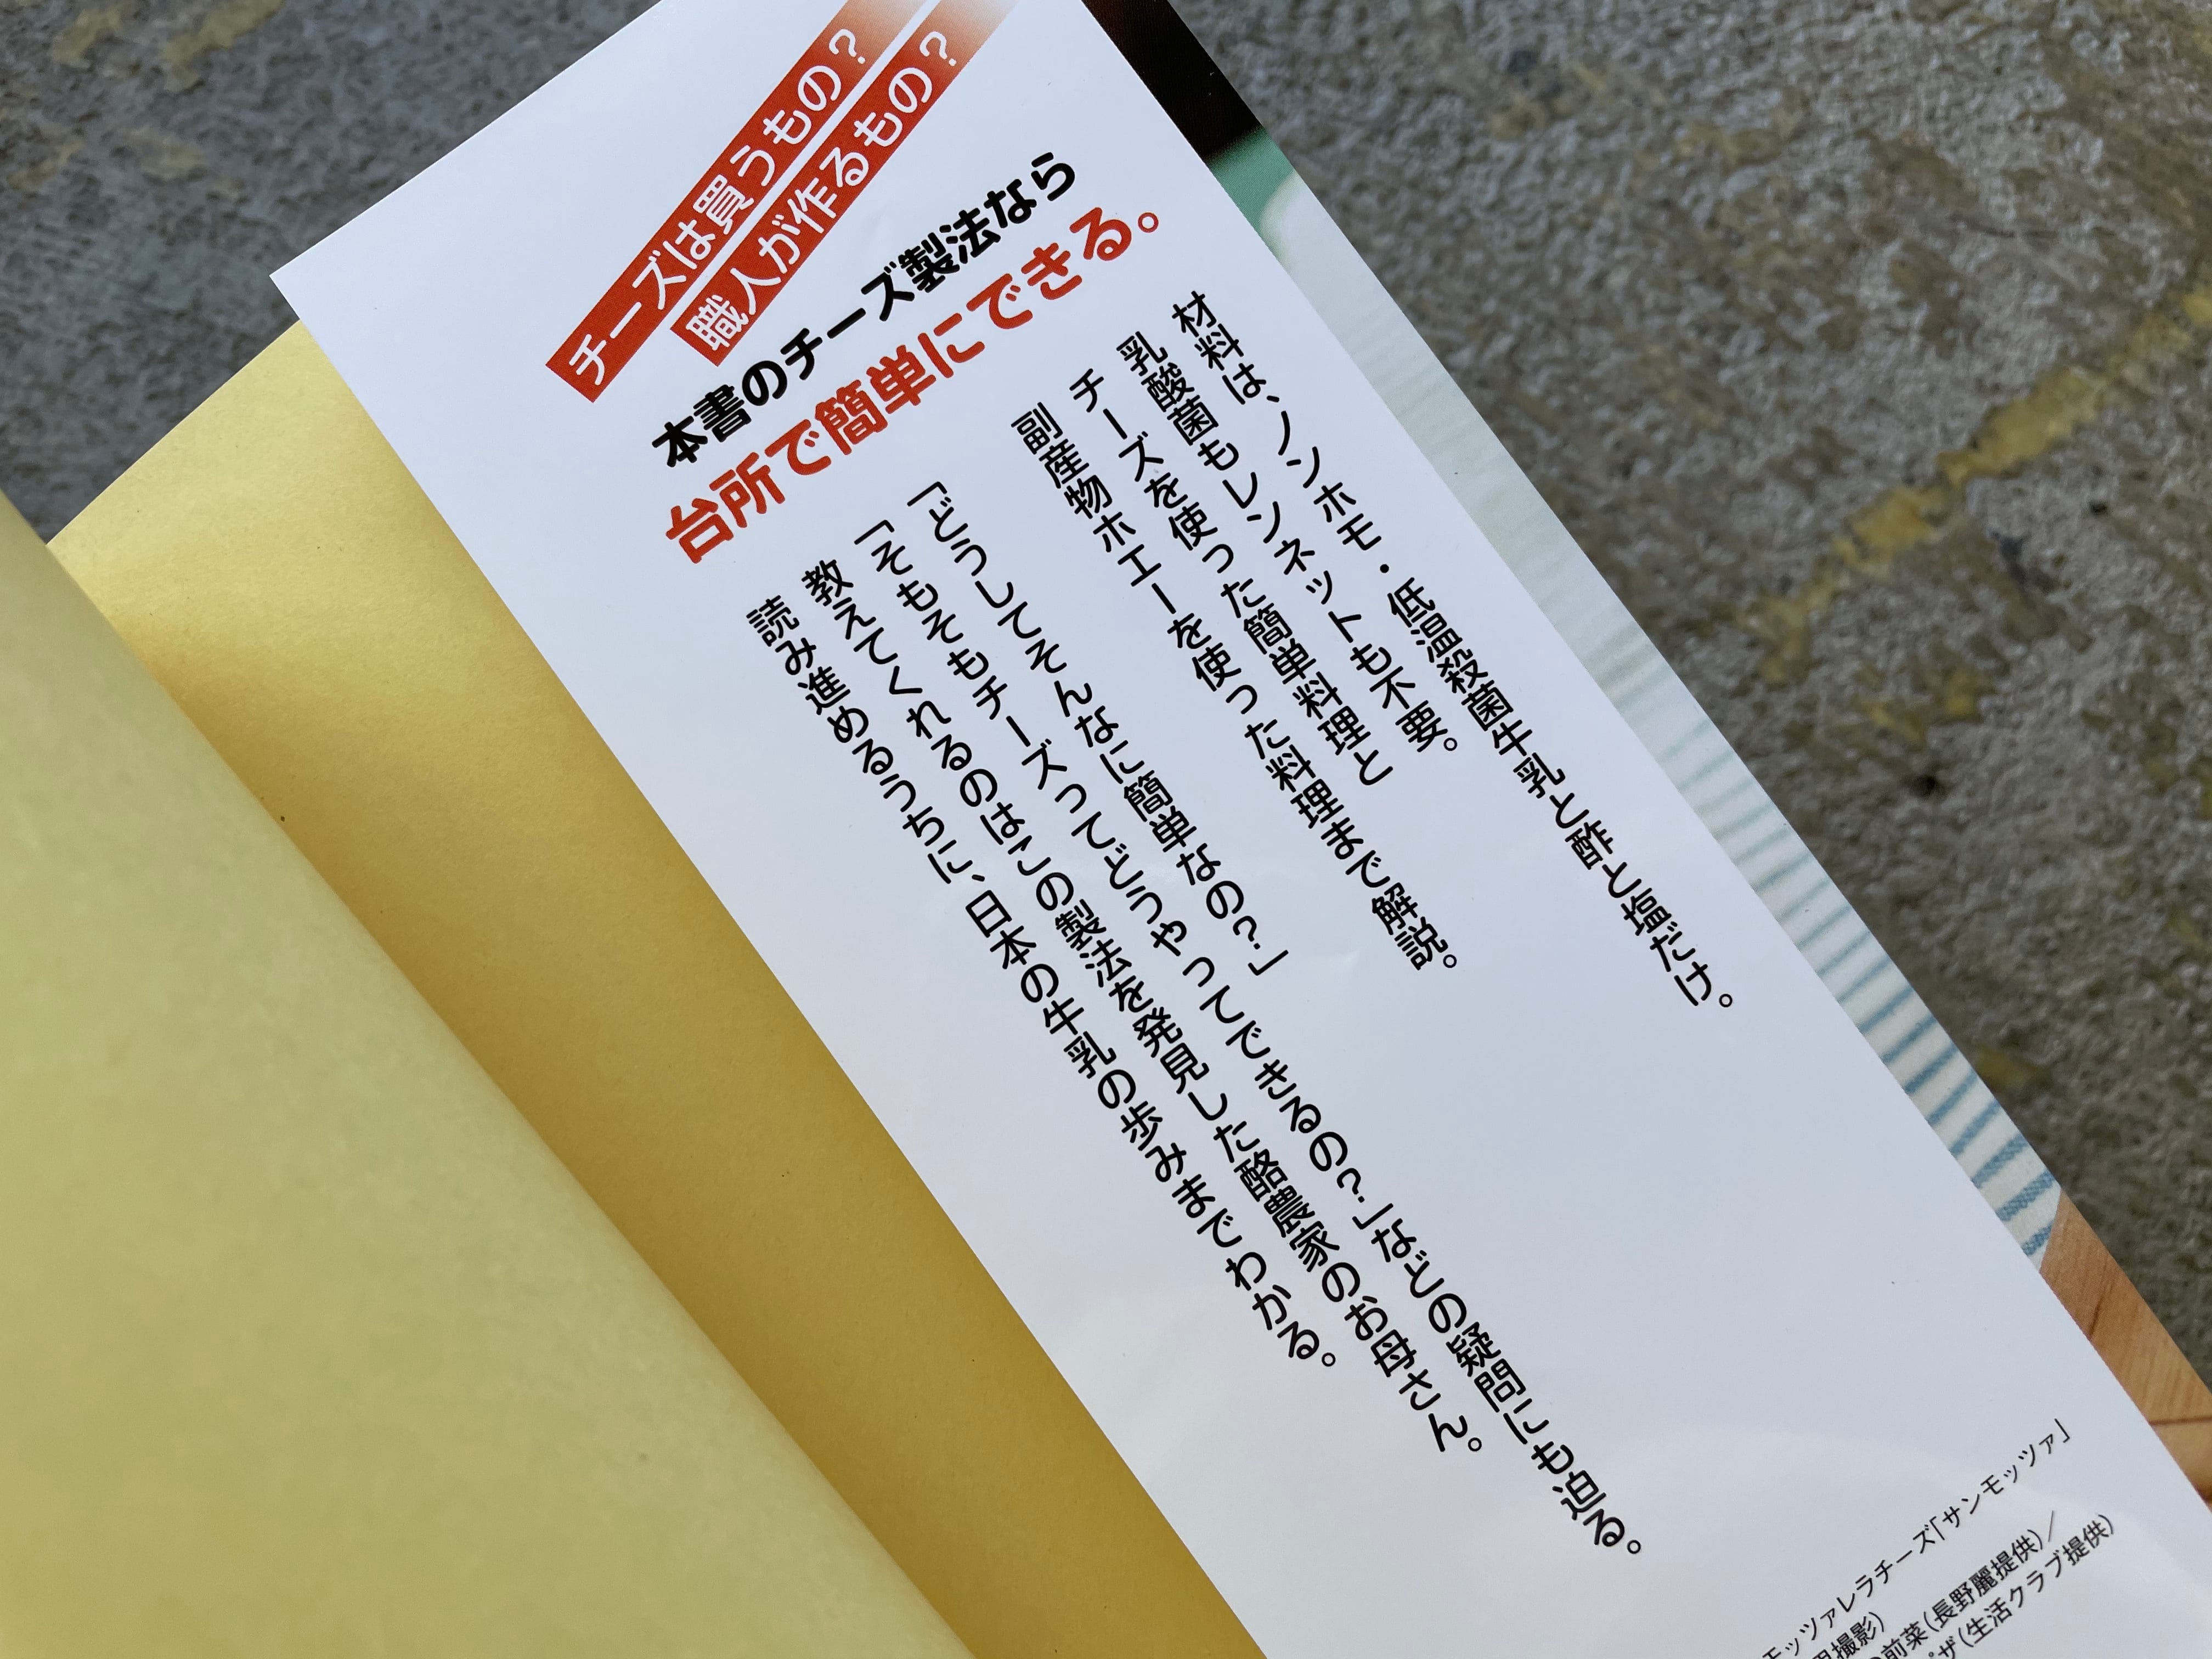 チーズは買うもの？
職人が作るもの？
本書のチーズ製法なら
台所で簡単にできる。
材料は、ノンホモ・低温殺菌牛乳と酢と塩だけ。
乳酸菌もレンネットも不要。
チーズを使った簡単料理と
副産物ホエーを使った料理まで解説。
「どうしてそんなに簡単なの？」
「そもそもチーズってどうやってできるの？」などの疑問にも迫る。
教えてくれるのはこの製法を発見した酪農家のお母さん。
読み進めるうちに、日本の牛乳の歩みまでわかる。
モッツァレラチーズ「サンモッツァ」
撮影)
前菜(長野麗提供)／
ザ(生活クラブ提供)